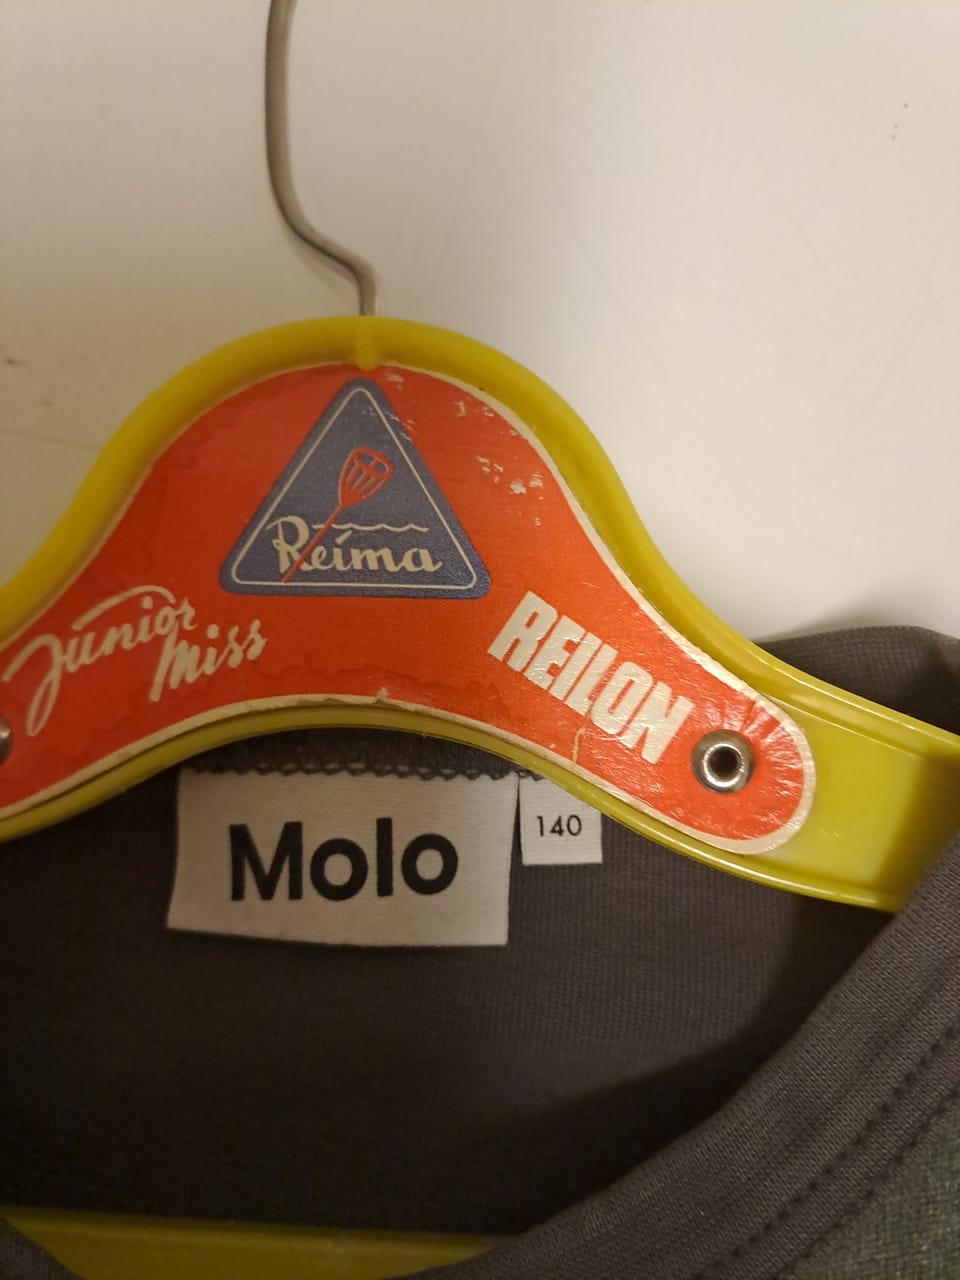 Reima
Junior
Miss
REILON
Molo
140